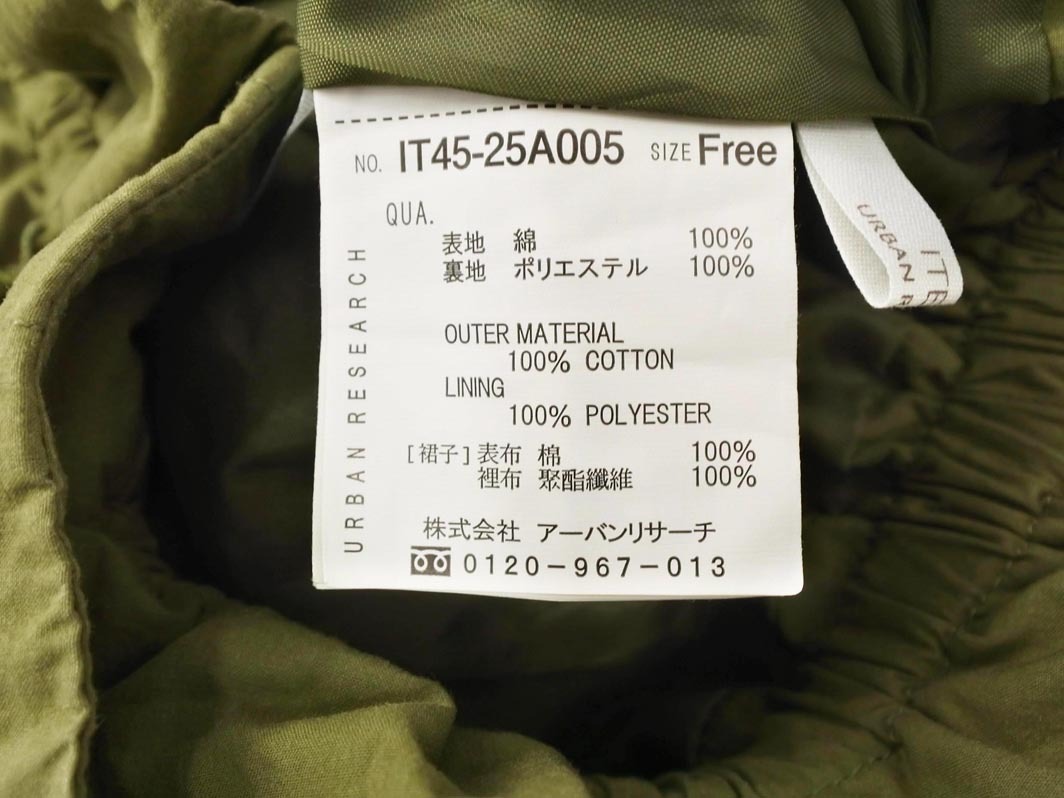 NO. IT45-25A005 SIZE Free
QUA.
表地 綿 100%
裏地 ポリエステル 100%
OUTER MATERIAL
100% COTTON
LINING
100% POLYESTER
[裙子] 表布 棉 100%
裡布 聚酯纖維 100%
株式会社 アーバンリサーチ
0120-967-013
URBAN RESEARCH
URBAN